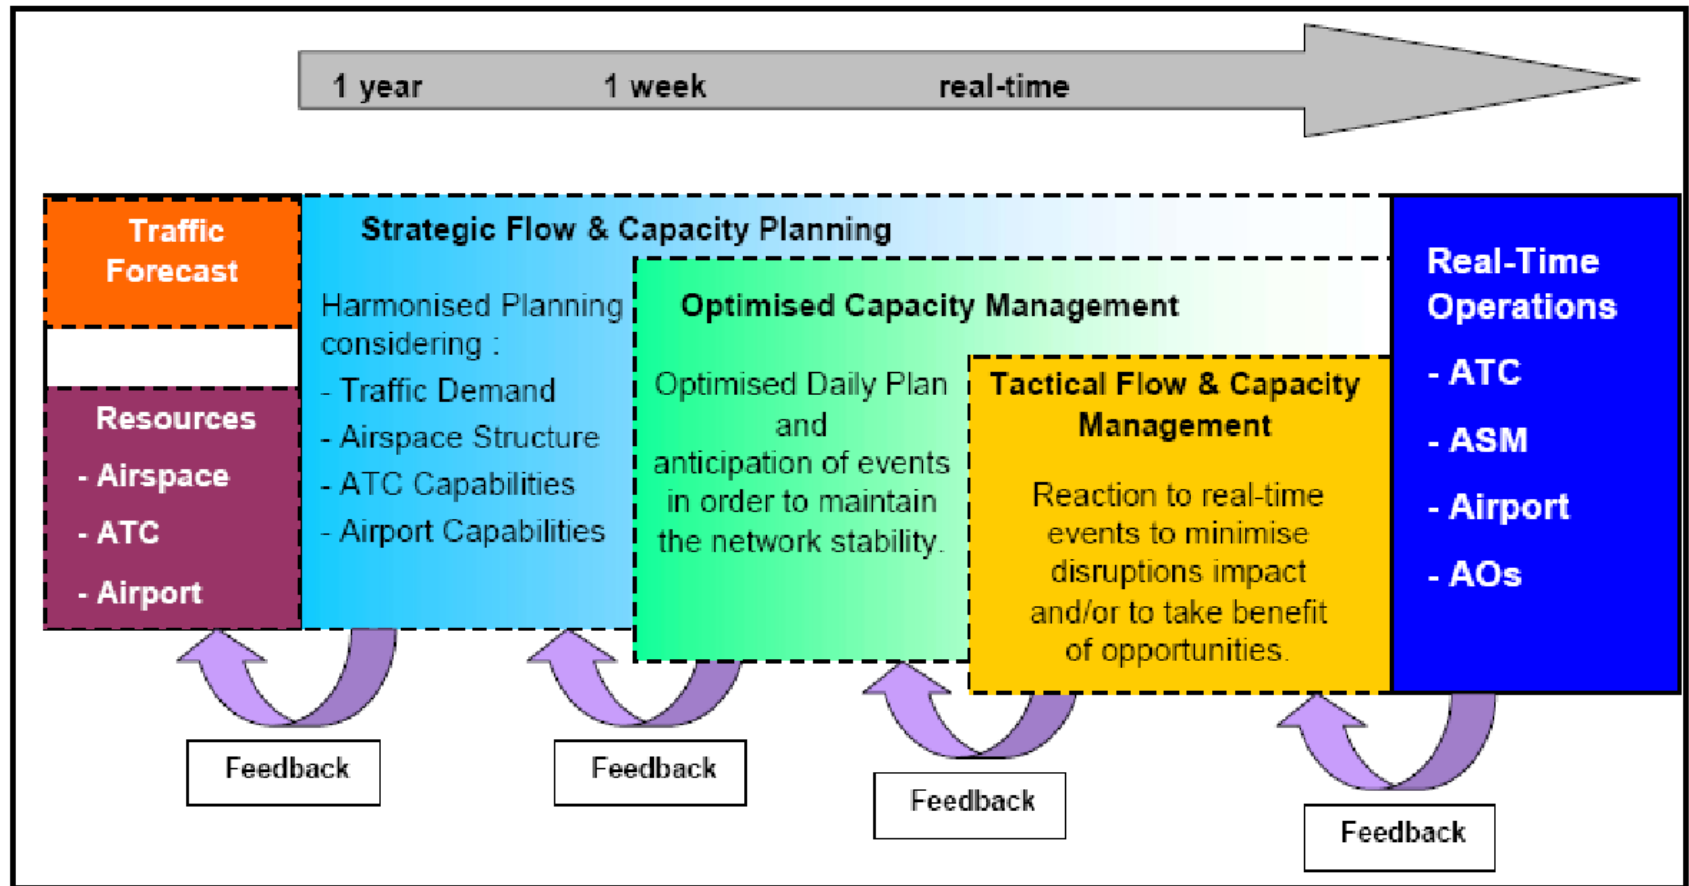 1 year
1 week
real-time
Traffic
Forecast
Resources
- Airspace
- ATC
- Airport
Strategic Flow & Capacity Planning
Harmonised Planning
considering :
- Traffic Demand
- Airspace Structure
- ATC Capabilities
- Airport Capabilities
Optimised Capacity Management
Optimised Daily Plan
and
anticipation of events
in order to maintain
the network stability.
Tactical Flow & Capacity
Management
Reaction to real-time
events to minimise
disruptions impact
and/or to take benefit
of opportunities.
Real-Time
Operations
- ATC
- ASM
- Airport
- AOs
Feedback
Feedback
Feedback
Feedback